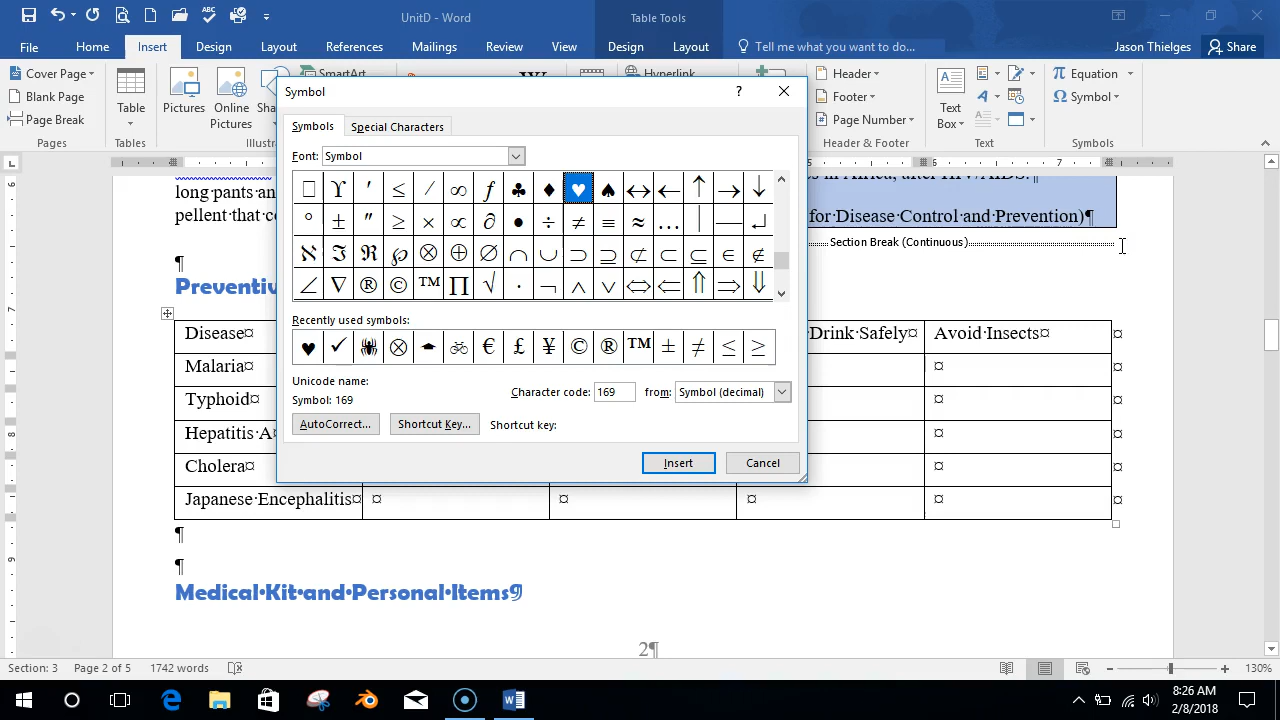 UnitD - Word
Table Tools
File Home Insert Design Layout References Mailings Review View Design Layout Tell me what you want to do... Jason Thielges Share
Cover Page
Blank Page
Page Break
Pages
Table
Tables
Pictures
Online
Pictures
SmartArt
Hyperlink
Header
Footer
Page Number
Header & Footer
Text
Box
Text
Equation
Symbol
Symbols
Symbol
? ×
Symbols Special Characters
Font: Symbol
ϒ ′ ≤ ⁄ ∞ ƒ ♣ ♦ ♥ ♠ ↔ ← ↑ → ↓
° ± ″ ≥ × ∝ ∂ • ÷ ≠ ≡ ≈ … ⏐ ― ↵
ℵ ℑ ℜ ℘ ⊗ ⊕ ∅ ∩ ∪ ⊃ ⊇ ⊄ ⊂ ⊆ ∈ ∉
∠ ∇ ® © ™ ∏ √ ⋅ ¬ ∧ ∨ ⇔ ⇐ ⇑ ⇒ ⇓
Recently used symbols:
♥ ✓ 🕷 ⊗ € £ ¥ © ® ™ ± ≠ ≤ ≥
Unicode name:
Symbol: 169
Character code: 169 from: Symbol (decimal)
AutoCorrect... Shortcut Key... Shortcut key:
Insert Cancel
in·Africa,·after·HIV/AIDS.·¶
long·pants·an
pellent·that·c
for·Disease·Control·and·Prevention)¶
Section Break (Continuous)
¶
Preventiv
Disease¤ Drink·Safely¤ Avoid·Insects¤ ¤
Malaria¤ ¤ ¤
Typhoid¤ ¤ ¤
Hepatitis·A¤ ¤ ¤
Cholera¤ ¤ ¤
Japanese·Encephalitis¤ ¤ ¤ ¤ ¤ ¤
¶
¶
Medical·Kit·and·Personal·Items¶
2¶
Section: 3 Page 2 of 5 1742 words 130%
8:26 AM
2/8/2018